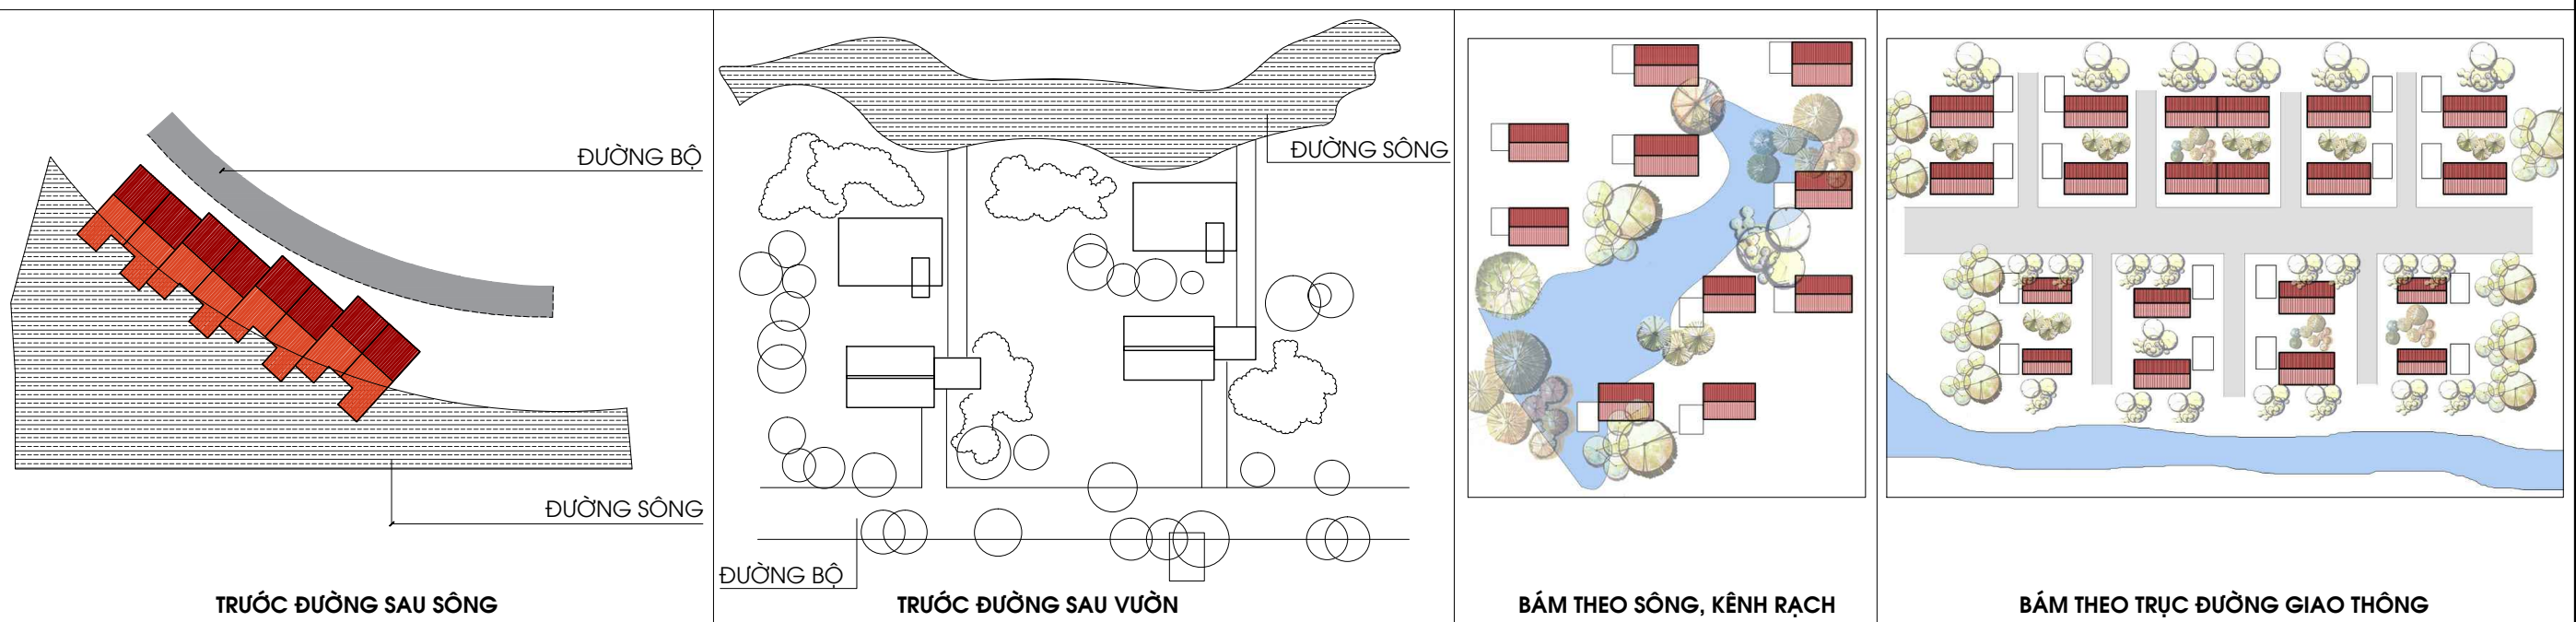 ĐƯỜNG BỘ
ĐƯỜNG SÔNG
TRƯỚC ĐƯỜNG SAU SÔNG
ĐƯỜNG SÔNG
ĐƯỜNG BỘ
TRƯỚC ĐƯỜNG SAU VƯỜN
BÁM THEO SÔNG, KÊNH RẠCH
BÁM THEO TRỤC ĐƯỜNG GIAO THÔNG